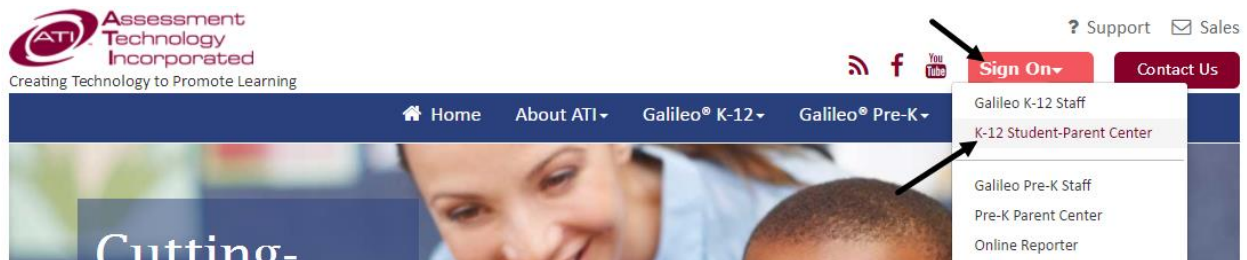 Assessment
Technology
Incorporated
ATI
Creating Technology to Promote Learning
? Support Sales
You
Tube
Sign On
Contact Us
Home About ATI Galileo® K-12 Galileo® Pre-K
Galileo K-12 Staff
K-12 Student-Parent Center
Galileo Pre-K Staff
Pre-K Parent Center
Online Reporter
Cutting-